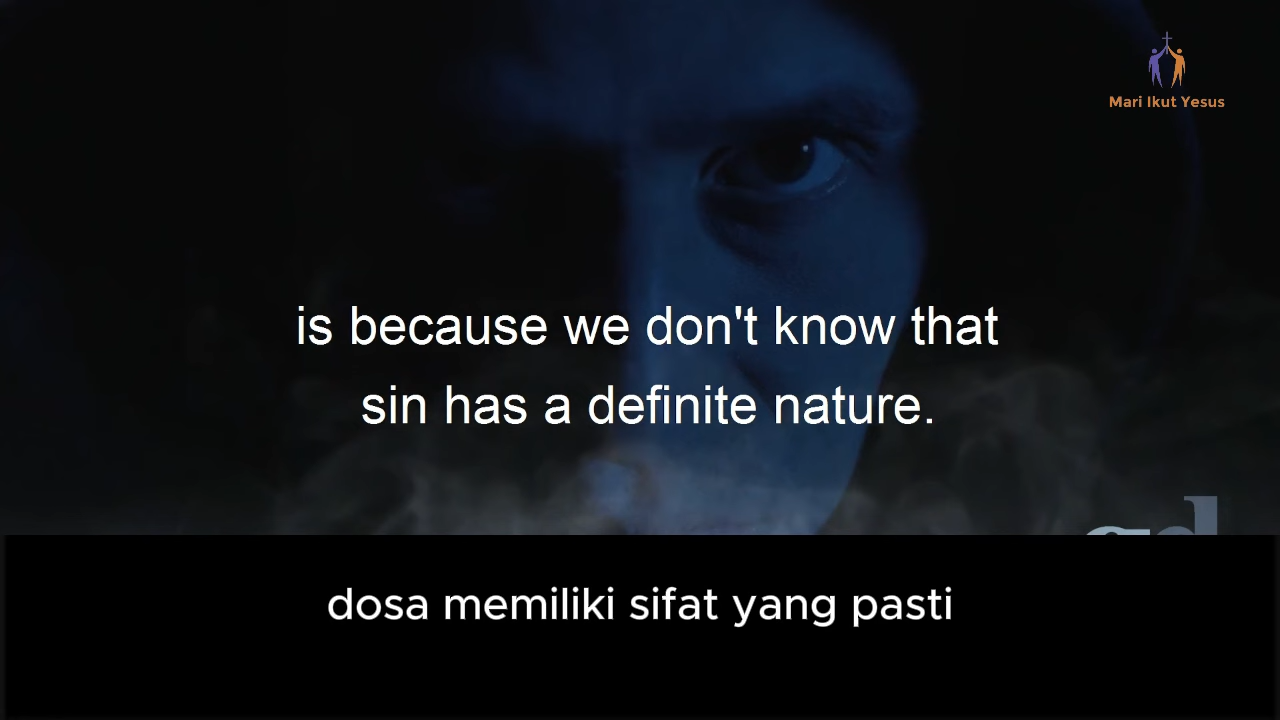 Mari Ikut Yesus
is because we don't know that
sin has a definite nature.
dosa memiliki sifat yang pasti